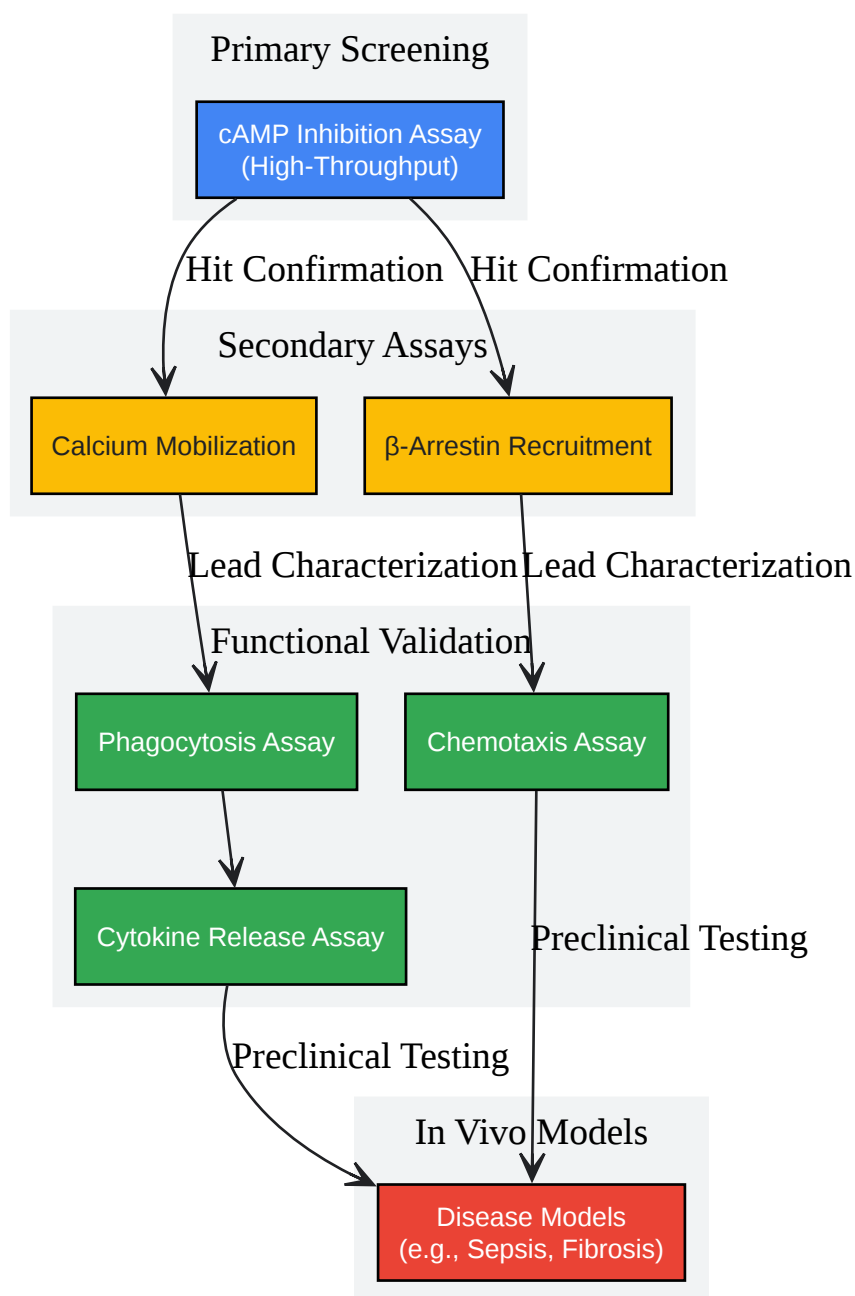 Primary Screening
cAMP Inhibition Assay
(High-Throughput)
Hit Confirmation
Hit Confirmation
Secondary Assays
Calcium Mobilization
β-Arrestin Recruitment
Lead Characterization
Lead Characterization
Functional Validation
Phagocytosis Assay
Chemotaxis Assay
Cytokine Release Assay
Preclinical Testing
Preclinical Testing
In Vivo Models
Disease Models
(e.g., Sepsis, Fibrosis)